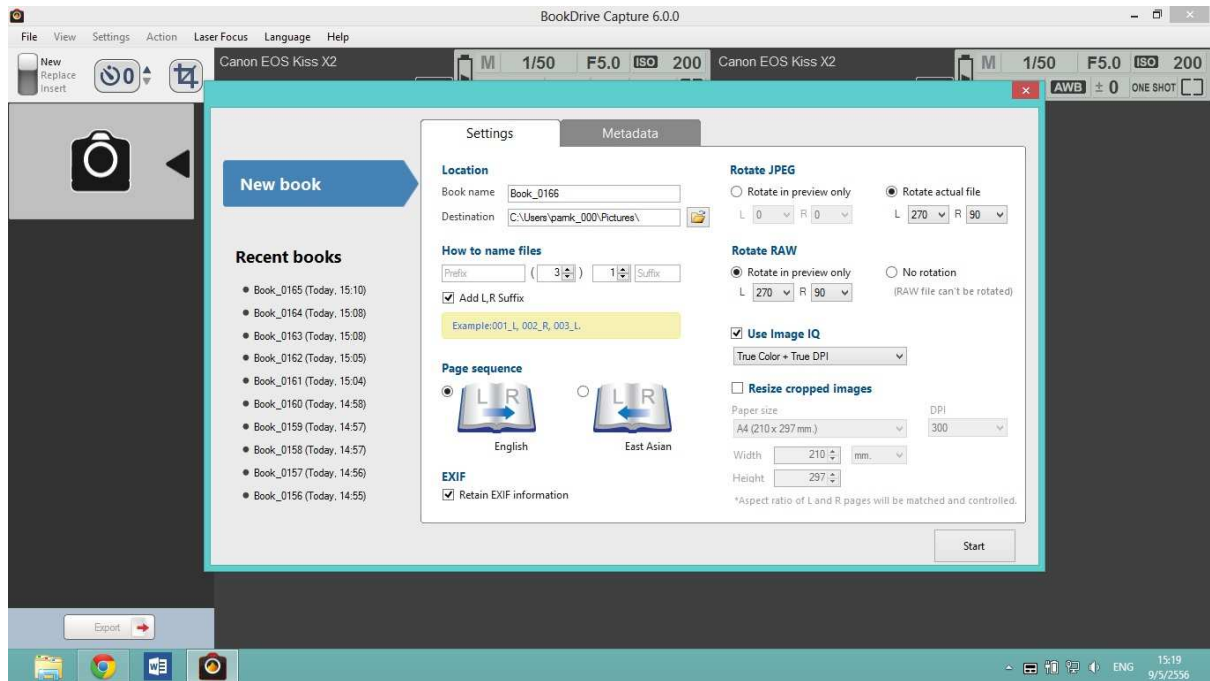 BookDrive Capture 6.0.0
File View Settings Action Laser Focus Language Help
New
Replace
Insert
0
Canon EOS Kiss X2
M 1/50 F5.0 ISO 200
Canon EOS Kiss X2
M 1/50 F5.0 ISO 200
AWB ± 0 ONE SHOT
New book
Recent books
Book_0165 (Today, 15:10)
Book_0164 (Today, 15:08)
Book_0163 (Today, 15:08)
Book_0162 (Today, 15:05)
Book_0161 (Today, 15:04)
Book_0160 (Today, 14:58)
Book_0159 (Today, 14:57)
Book_0158 (Today, 14:57)
Book_0157 (Today, 14:56)
Book_0156 (Today, 14:55)
Settings Metadata
Location
Book name Book_0166
Destination C:\Users\pamk_000\Pictures\
How to name files
Prefix ( 3 ) 1 Suffix
Add L,R Suffix
Example:001_L, 002_R, 003_L.
Page sequence
L R L R
English East Asian
EXIF
Retain EXIF information
Rotate JPEG
Rotate in preview only Rotate actual file
L 0 R 0 L 270 R 90
Rotate RAW
Rotate in preview only No rotation
L 270 R 90 (RAW file can't be rotated)
Use Image IQ
True Color + True DPI
Resize cropped images
Paper size DPI
A4 (210 x 297 mm.) 300
Width 210 mm.
Height 297
*Aspect ratio of L and R pages will be matched and controlled.
Start
Export
ENG 15:19
9/5/2556